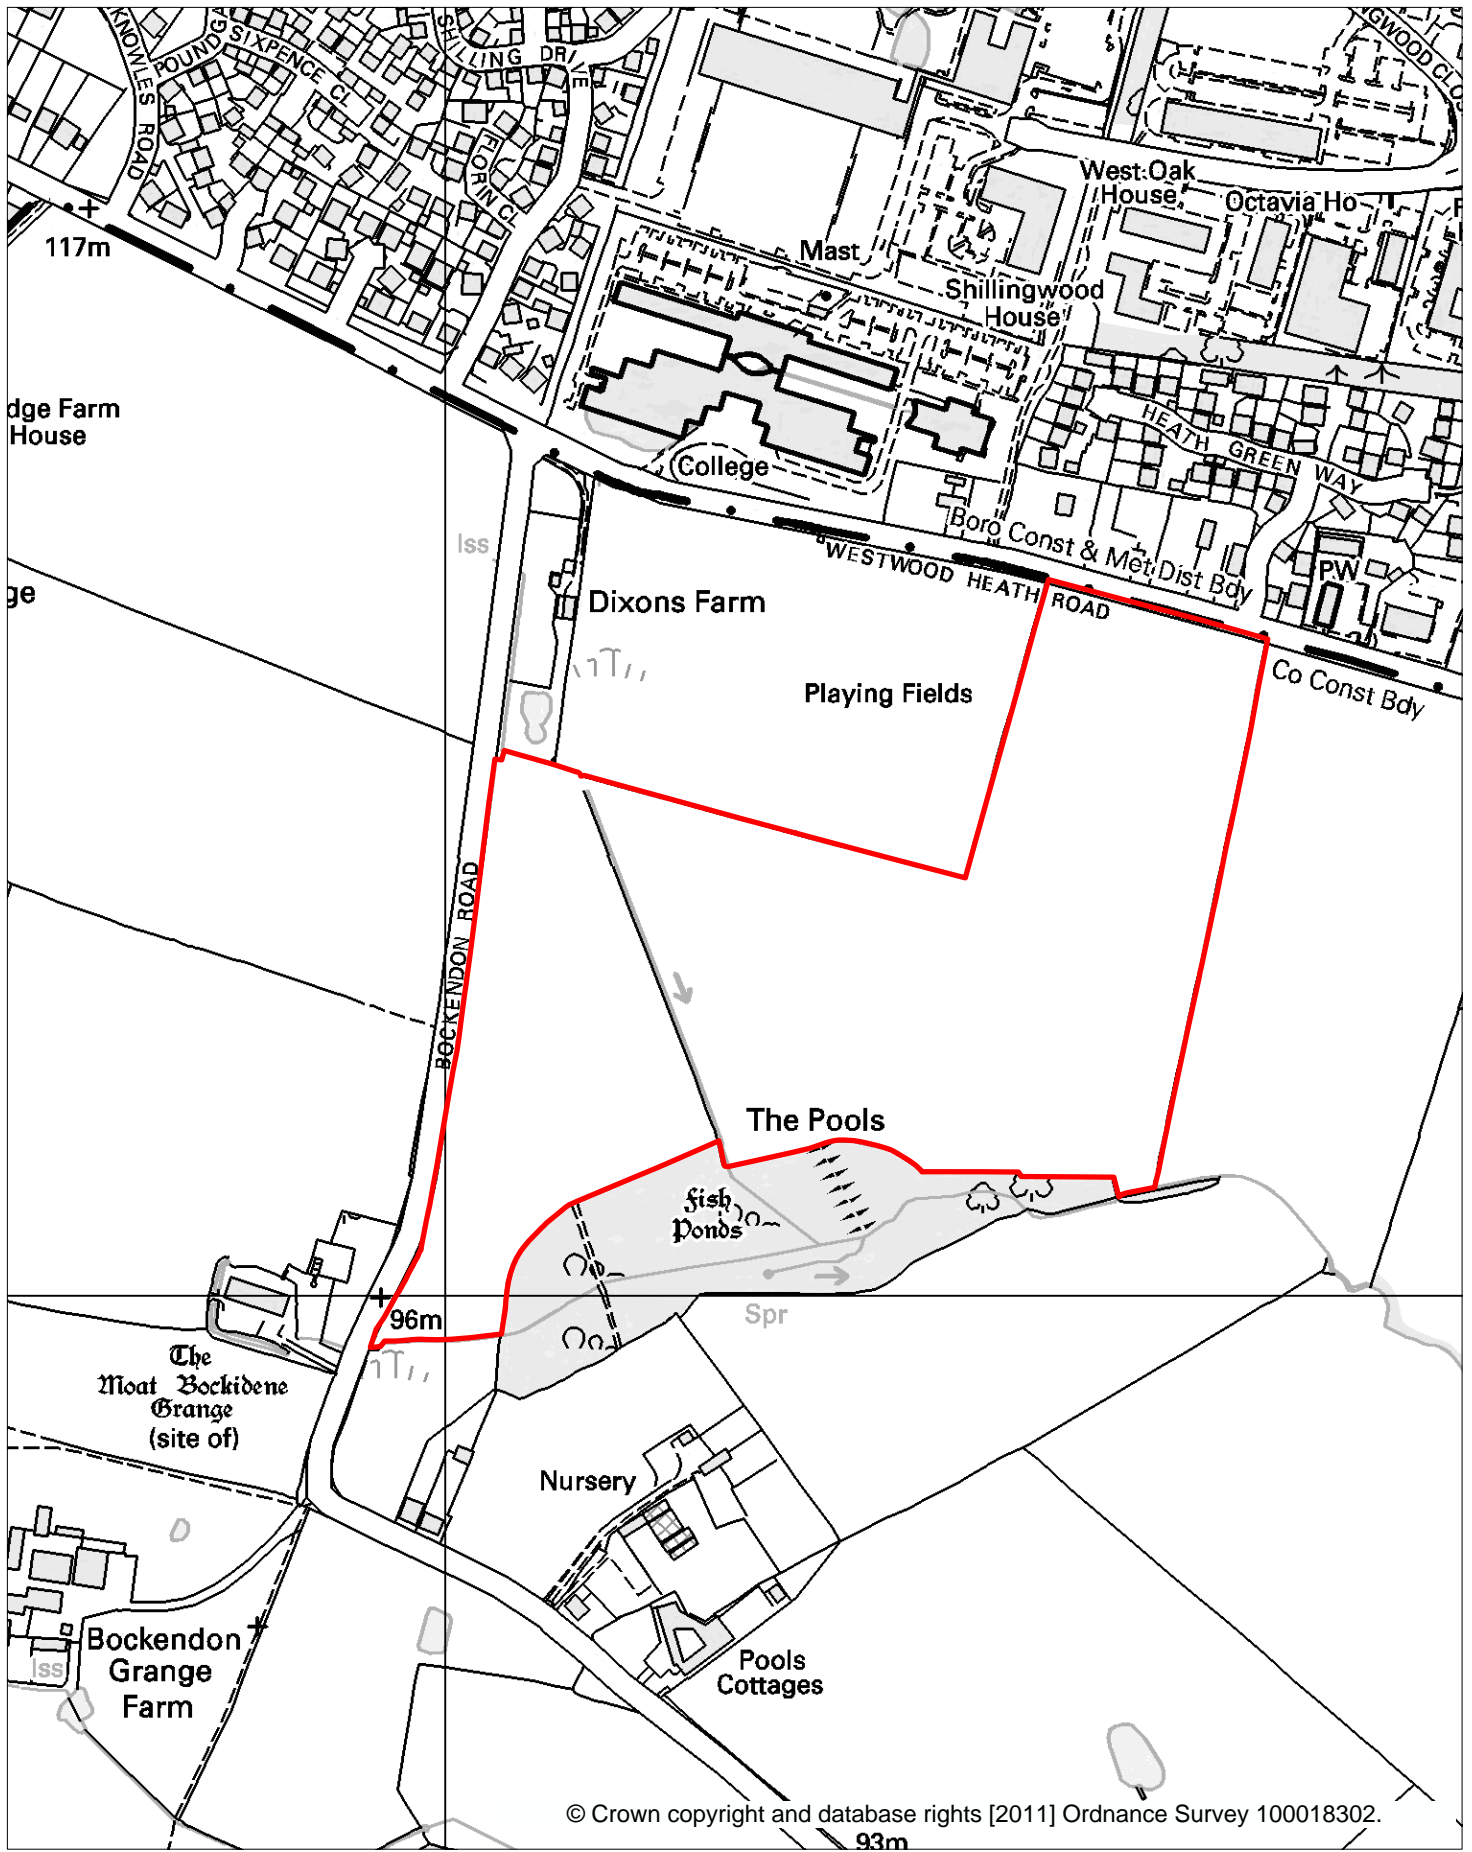 KNOWLES ROAD
POUND
SIXPENCE CL
SHILLING DRIVE
FLORIN CL
117m
Mast
West Oak
House
Octavia Ho
Shillingwood
House
dge Farm
House
College
HEATH GREEN WAY
Iss
Boro Const & Met Dist Bdy
WESTWOOD HEATH ROAD
PW
ge
Dixons Farm
Playing Fields
Co Const Bdy
BOCKENDON ROAD
The Pools
Fish
Ponds
96m
Spr
The
Moat Bockidene
Grange
(site of)
Nursery
Bockendon
Grange
Farm
Iss
Pools
Cottages
© Crown copyright and database rights [2011] Ordnance Survey 100018302.
93m